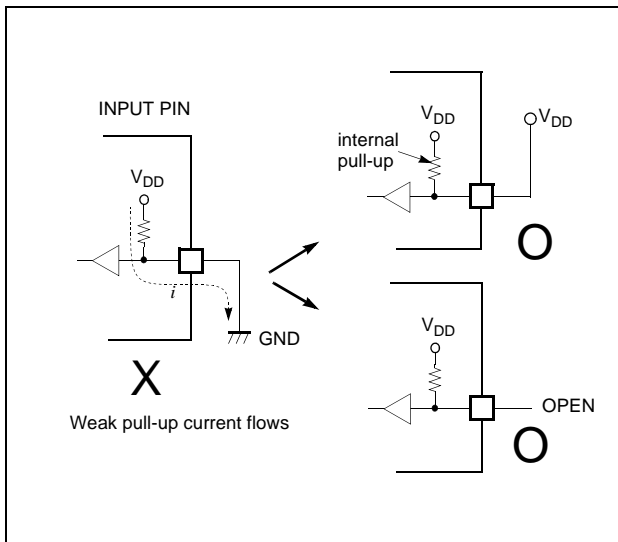 INPUT PIN
VDD
i
GND
X
Weak pull-up current flows
VDD
internal
pull-up
VDD
O
VDD
OPEN
O